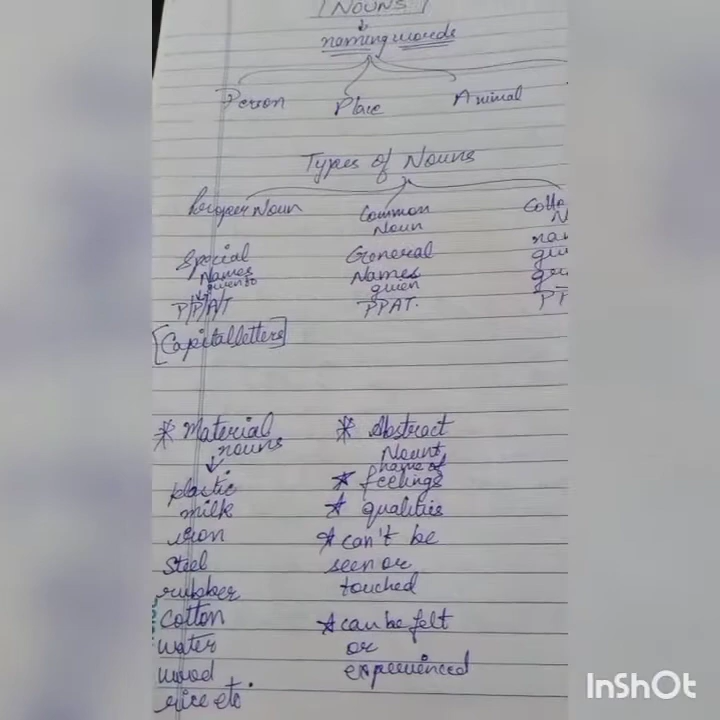 [NOUNS]
naming words
Person Place Animal
Types of Nouns
Proper Noun Common Noun
Special Names given to P/P/A/T
General Names given PPAT.
[Capital letters]
* Material nouns
plastic
milk
iron
steel
rubber
cotton
water
wood
rice etc.
* Abstract Noun
name of
* feelings
* qualities
* can't be
seen or
touched
* can be felt
or
experienced
InShOt